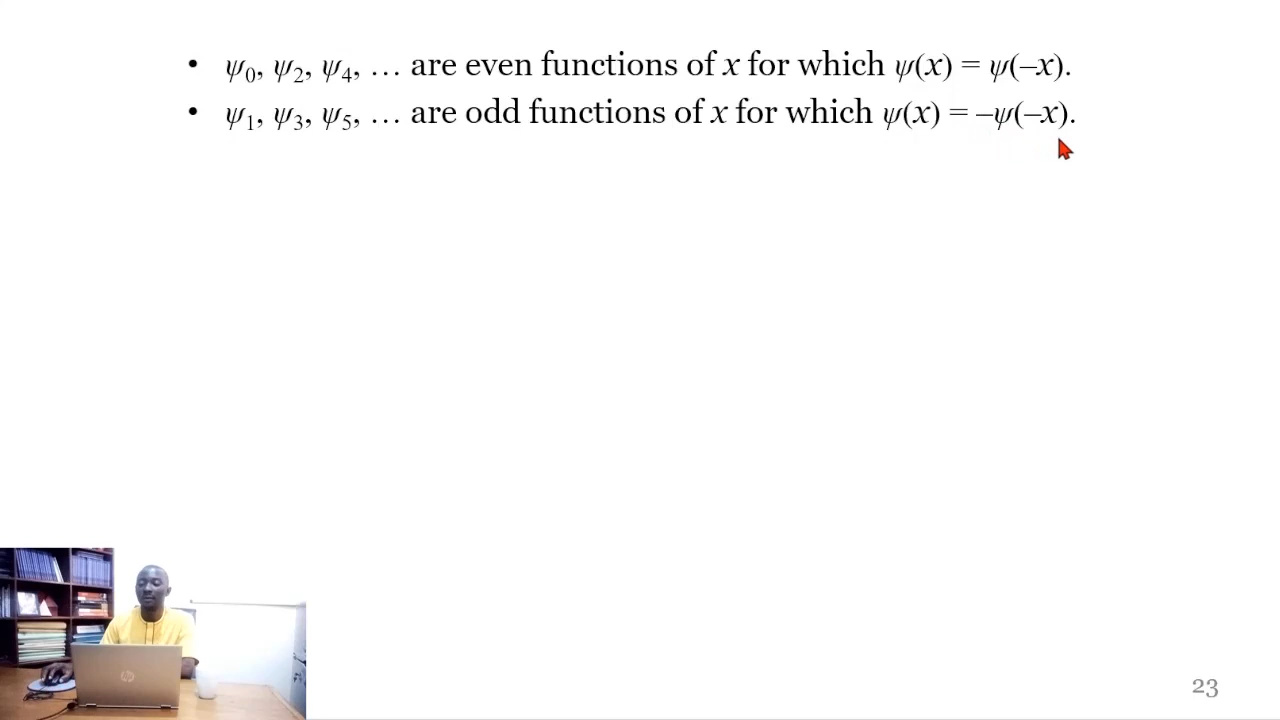 • ψ₀, ψ₂, ψ₄, … are even functions of x for which ψ(x) = ψ(–x).
• ψ₁, ψ₃, ψ₅, … are odd functions of x for which ψ(x) = –ψ(–x).
hp
23